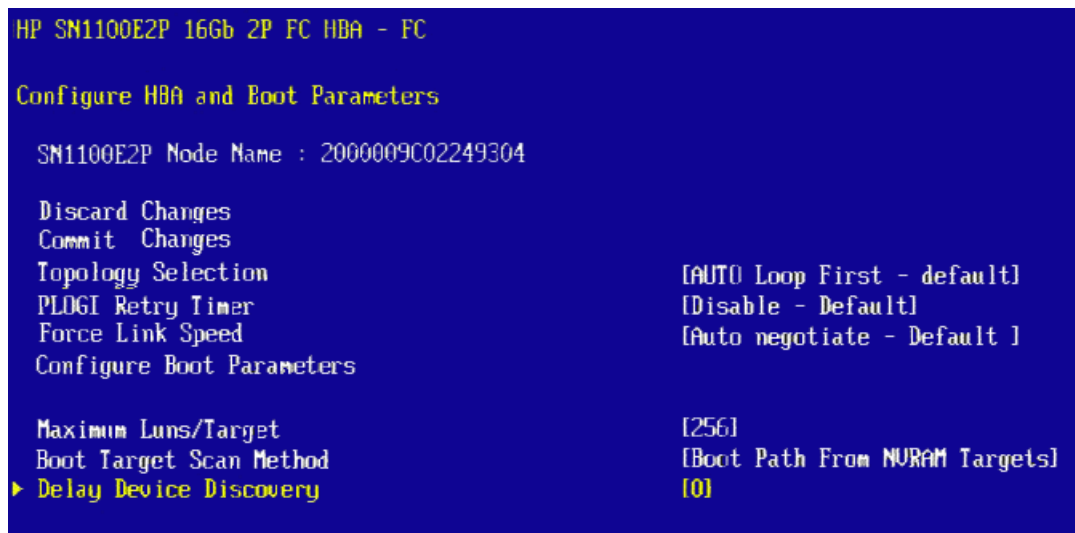 HP SN1100E2P 16Gb 2P FC HBA - FC
Configure HBA and Boot Parameters
SN1100E2P Node Name : 2000009C02249304
Discard Changes
Commit Changes
Topology Selection [AUTO Loop First - default]
PLOGI Retry Timer [Disable - Default]
Force Link Speed [Auto negotiate - Default ]
Configure Boot Parameters
Maximum Luns/Target [256]
Boot Target Scan Method [Boot Path From NVRAM Targets]
Delay Device Discovery [0]